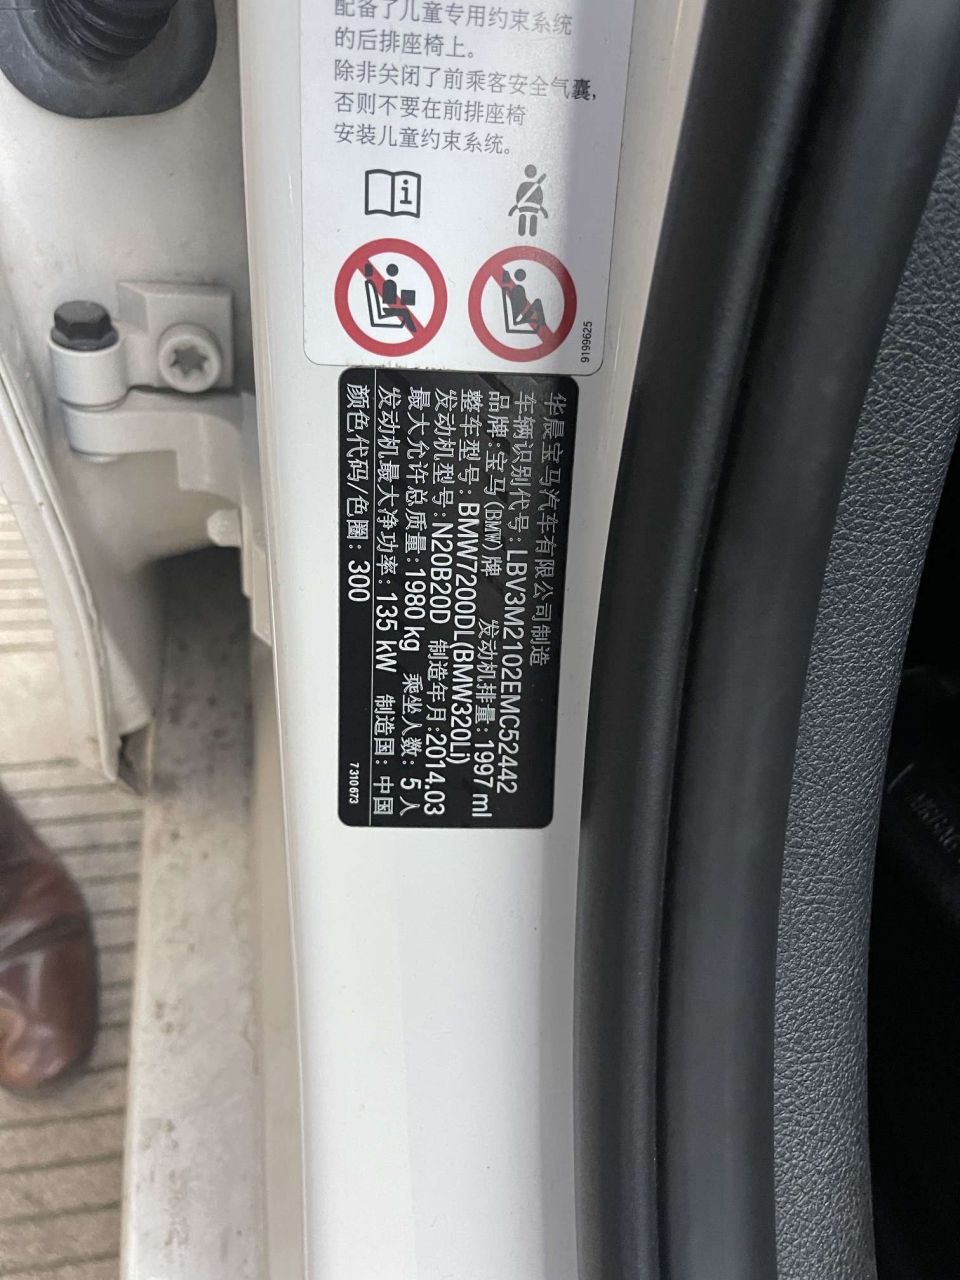 配备了儿童专用约束系统
的后排座椅上。
除非关闭了前乘客安全气囊,
否则不要在前排座椅
安装儿童约束系统。
9199625
华晨宝马汽车有限公司制造
车辆识别代号: LBV3M2102EMC52442
品牌:宝马(BMW)牌 发动机排量: 1997 ml
整车型号: BMW7200DL(BMW320Li)
发动机型号: N20B20D 制造年月:2014.03
最大允许总质量: 1980 kg 乘坐人数: 5 人
发动机最大净功率: 135 kW 制造国: 中国
颜色代码/色圈: 300
7310673